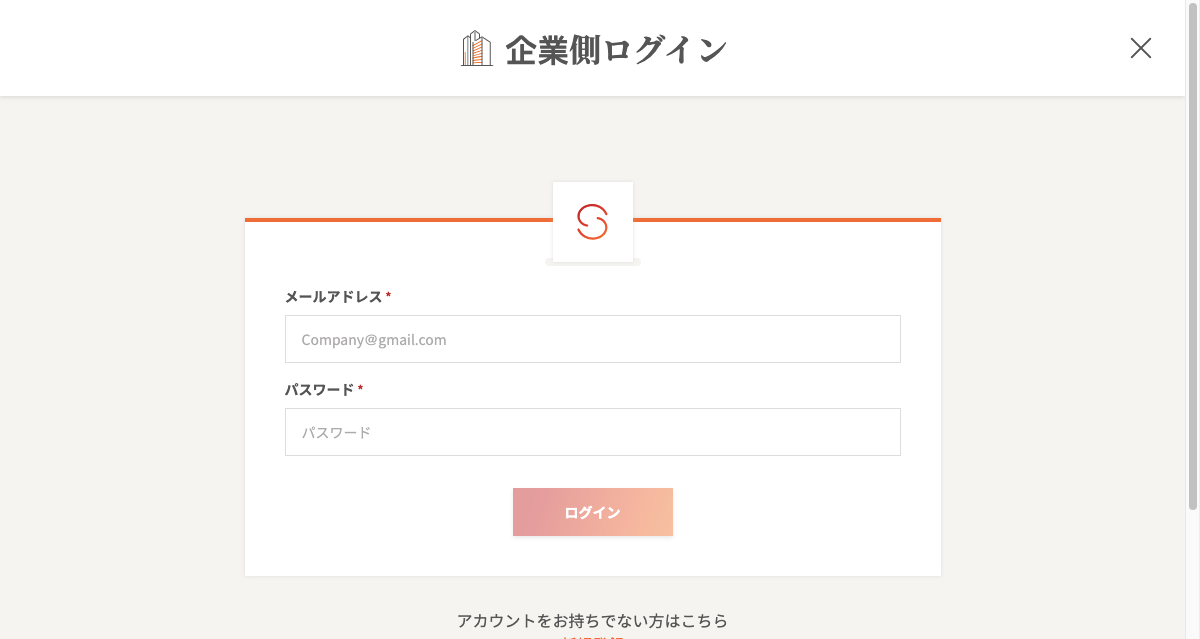 企業側ログイン
メールアドレス *
Company@gmail.com
パスワード *
パスワード
ログイン
アカウントをお持ちでない方はこちら